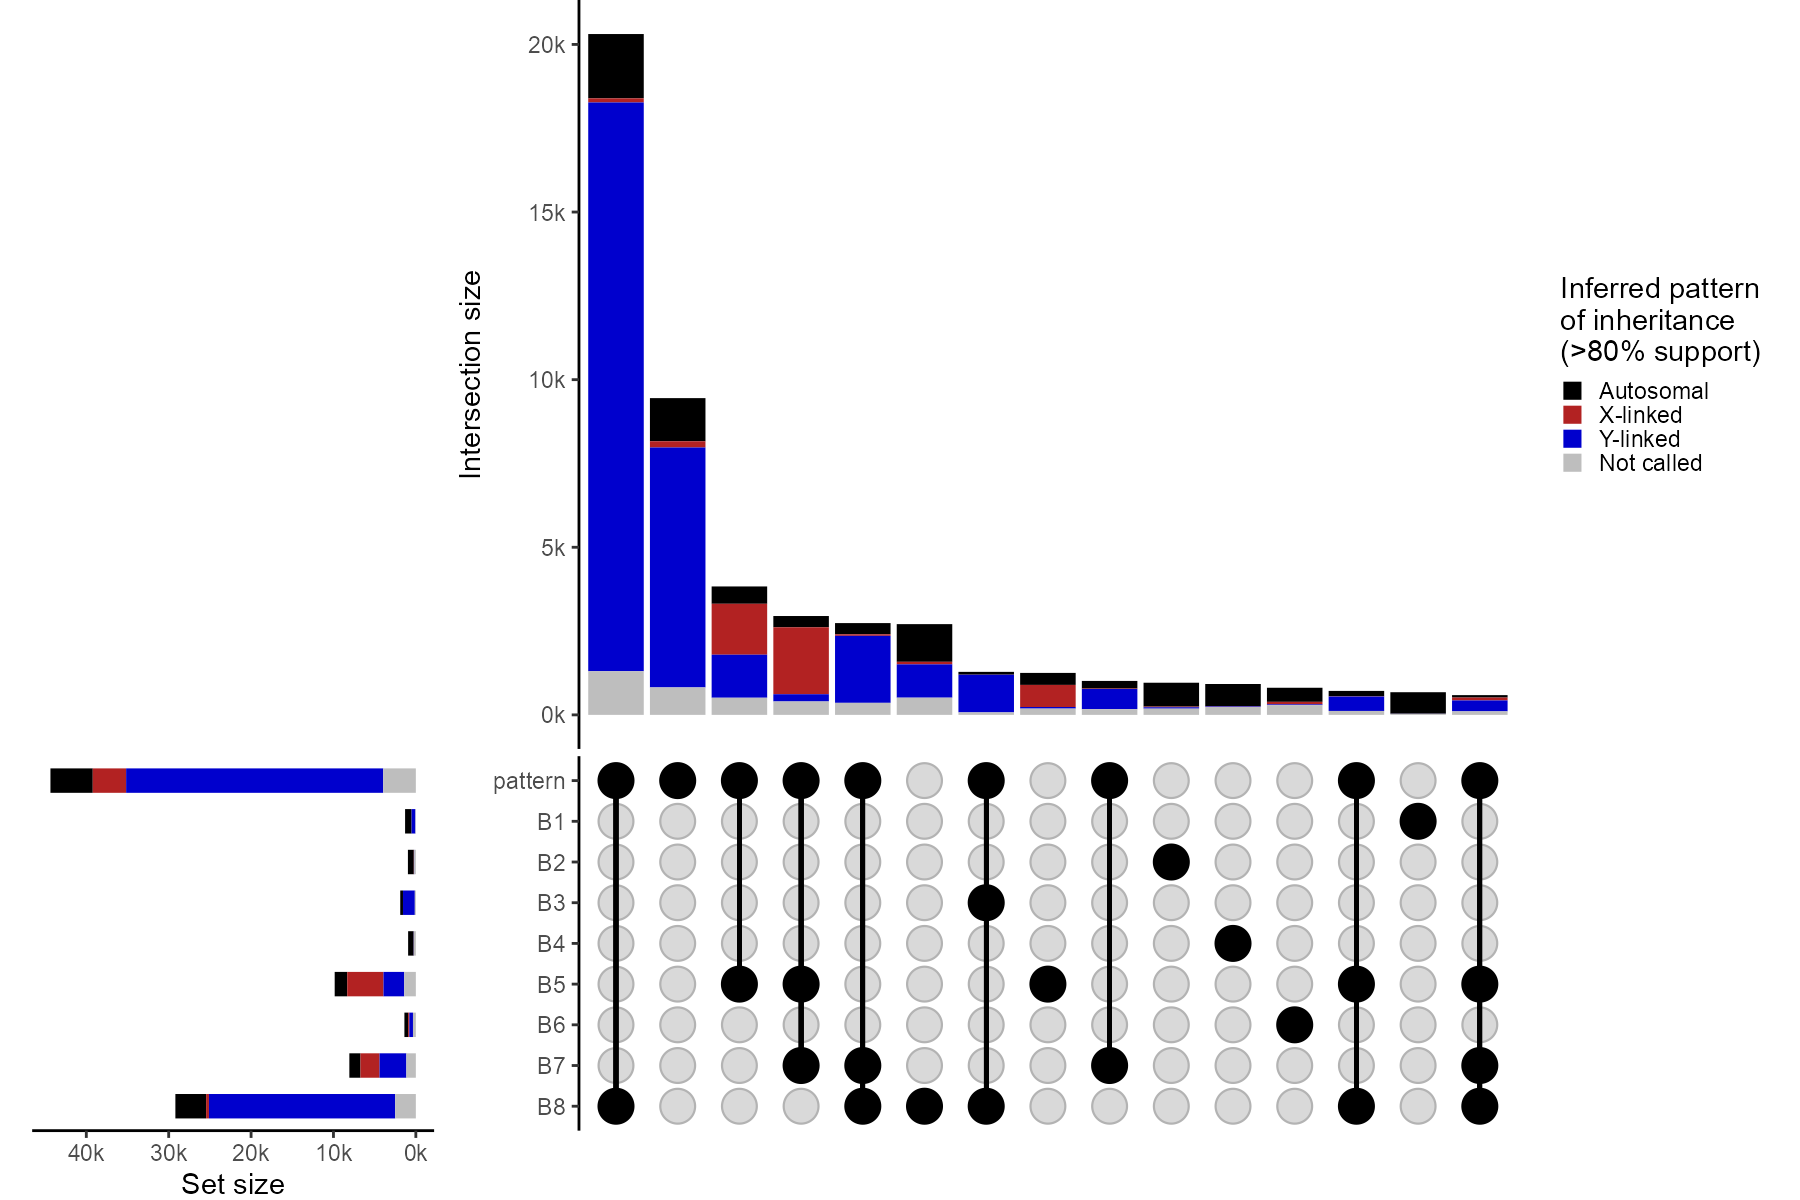 20k
15k
10k
5k
0k
Intersection size
Inferred pattern
of inheritance
(>80% support)
Autosomal
X-linked
Y-linked
Not called
pattern
B1
B2
B3
B4
B5
B6
B7
B8
40k 30k 20k 10k 0k
Set size